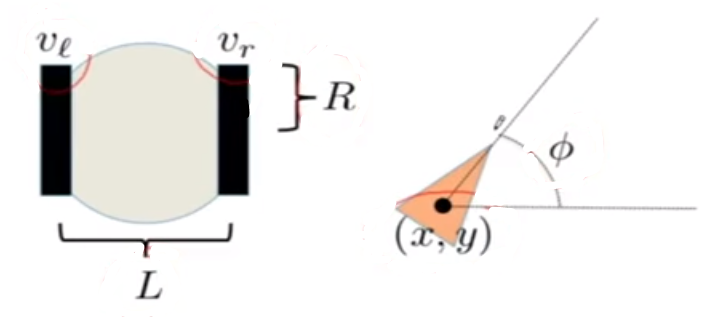 v_ℓ
v_r
R
L
ϕ
(x, y)